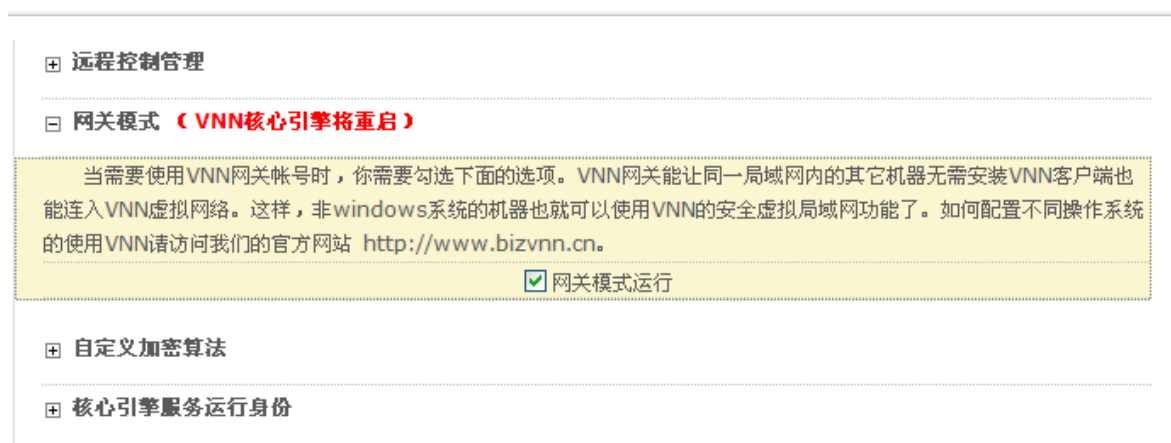 远程控制管理
网关模式 (VNN核心引擎将重启)
当需要使用VNN网关帐号时，你需要勾选下面的选项。VNN网关能让同一局域网内的其它机器无需安装VNN客户端也
能连入VNN虚拟网络。这样，非windows系统的机器也就可以使用VNN的安全虚拟局域网功能了。如何配置不同操作系统
的使用VNN请访问我们的官方网站 http://www.bizvnn.cn。
网关模式运行
自定义加密算法
核心引擎服务运行身份